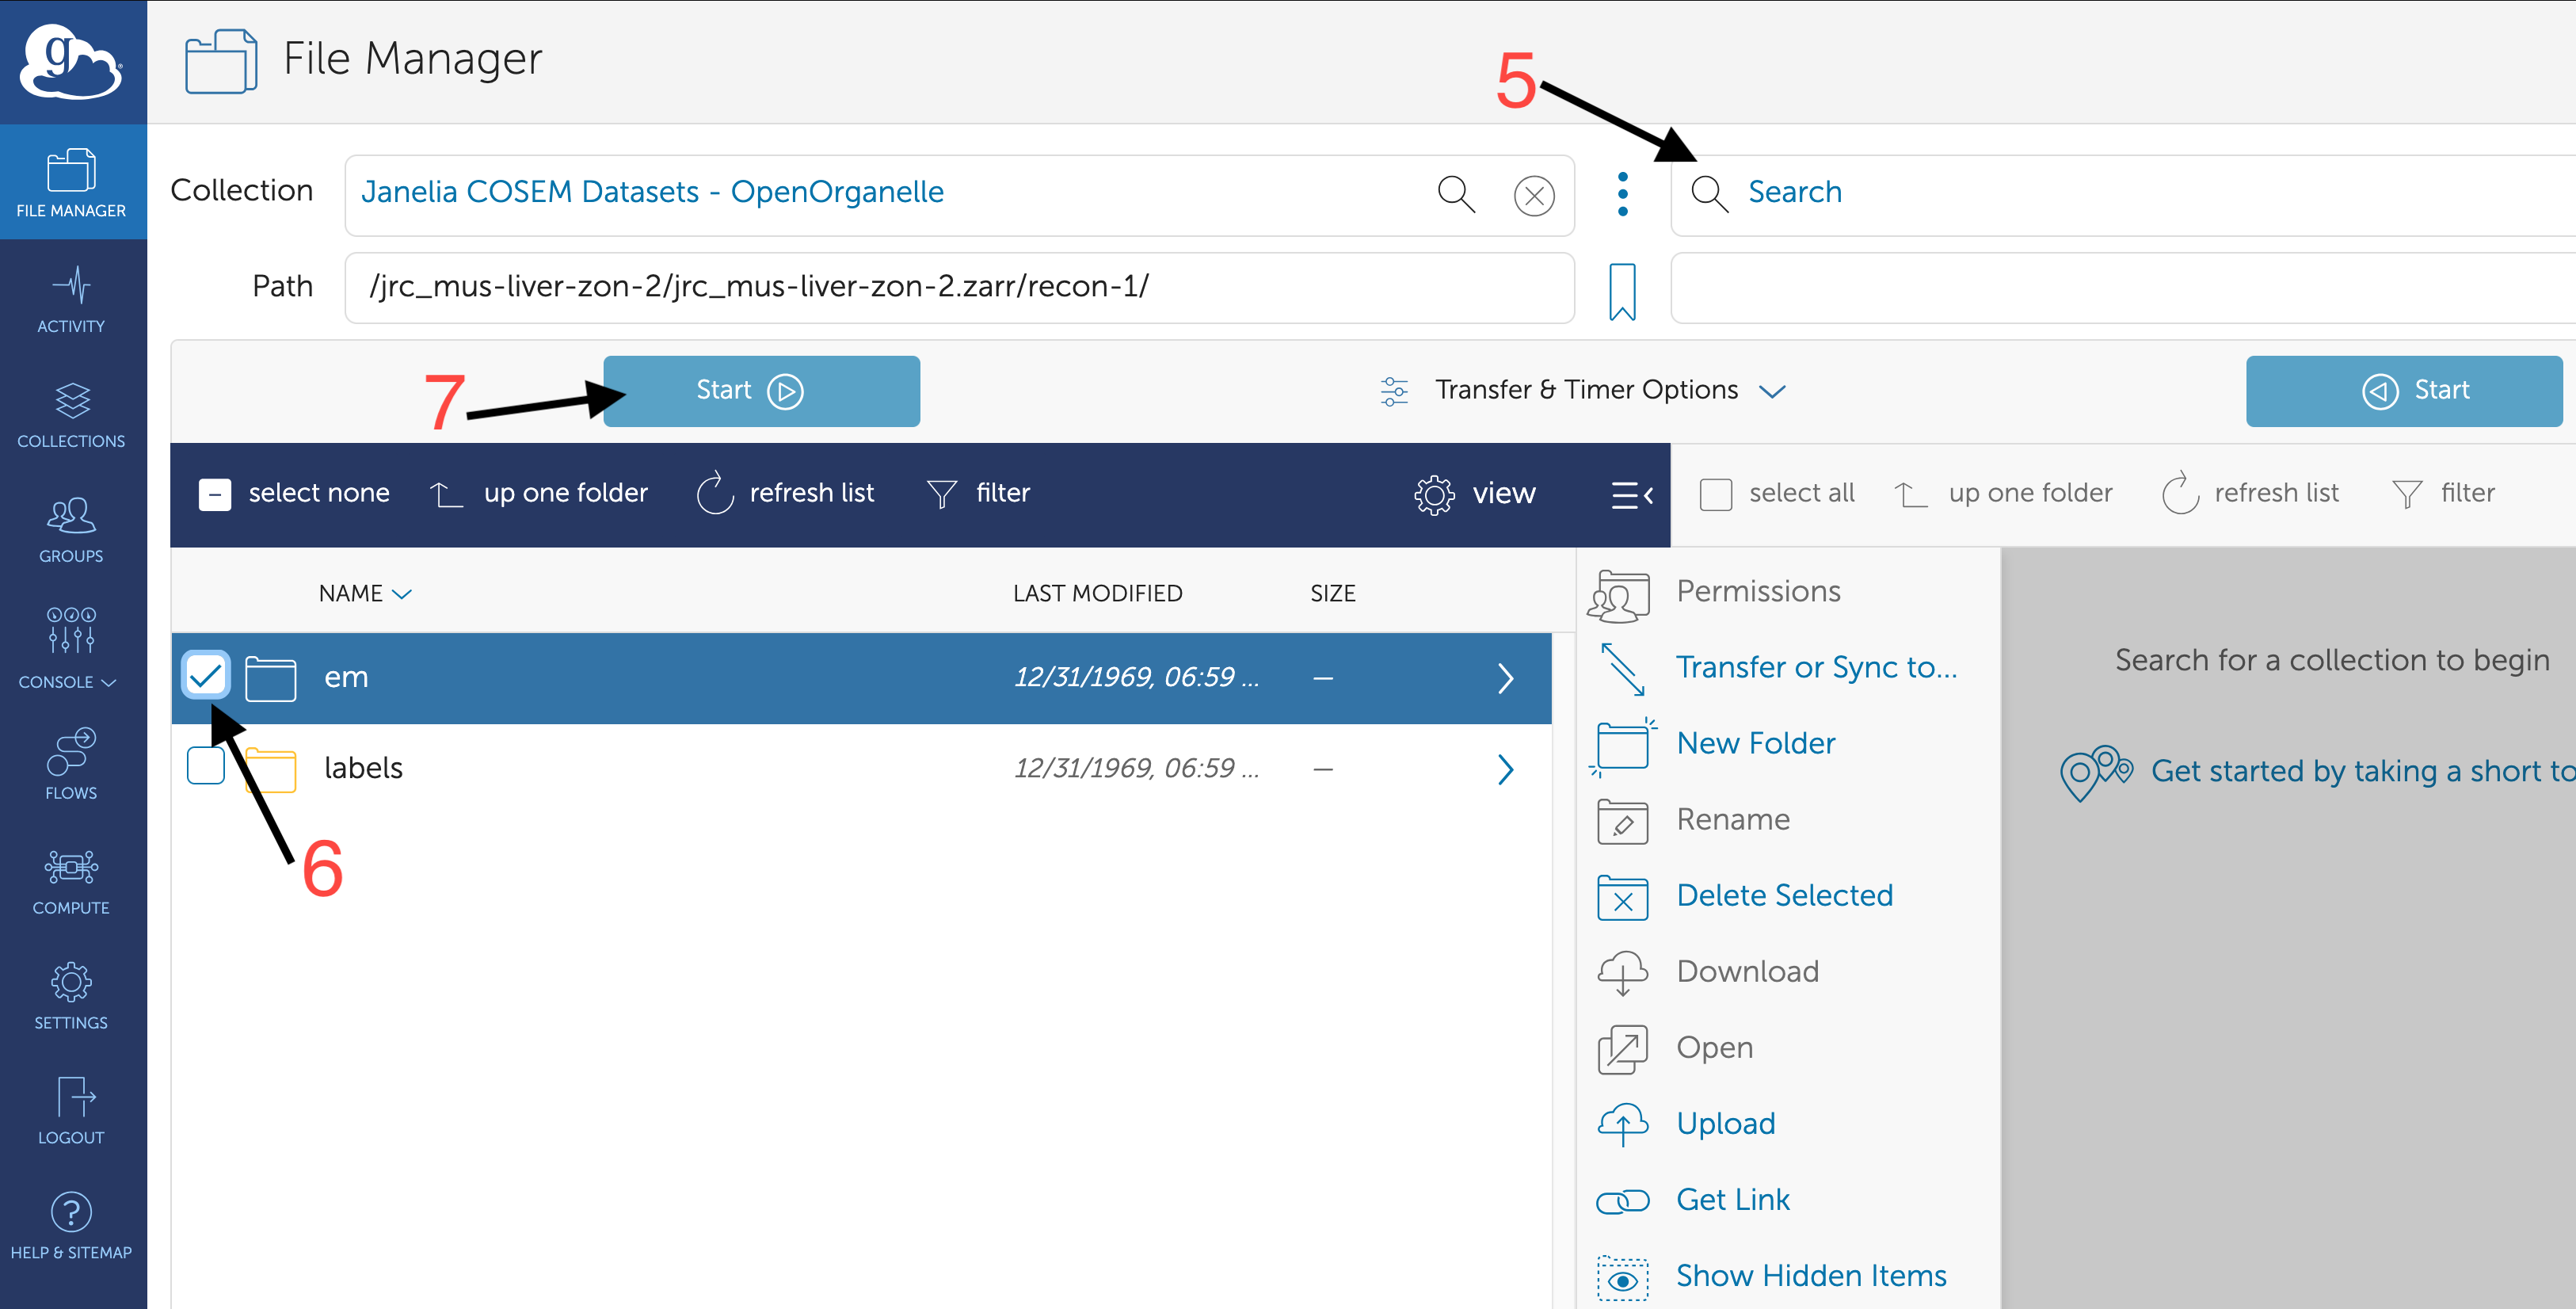 g
File Manager
5
FILE MANAGER
Collection
Janelia COSEM Datasets - OpenOrganelle
Search
Path
/jrc_mus-liver-zon-2/jrc_mus-liver-zon-2.zarr/recon-1/
7
Start
Transfer & Timer Options
Start
select none
up one folder
refresh list
filter
view
select all
up one folder
refresh list
filter
NAME
LAST MODIFIED
SIZE
em
12/31/1969, 06:59 ...
—
labels
12/31/1969, 06:59 ...
—
6
Permissions
Transfer or Sync to...
New Folder
Rename
Delete Selected
Download
Open
Upload
Get Link
Show Hidden Items
Search for a collection to begin
Get started by taking a short to
ACTIVITY
COLLECTIONS
GROUPS
CONSOLE
FLOWS
COMPUTE
SETTINGS
LOGOUT
HELP & SITEMAP